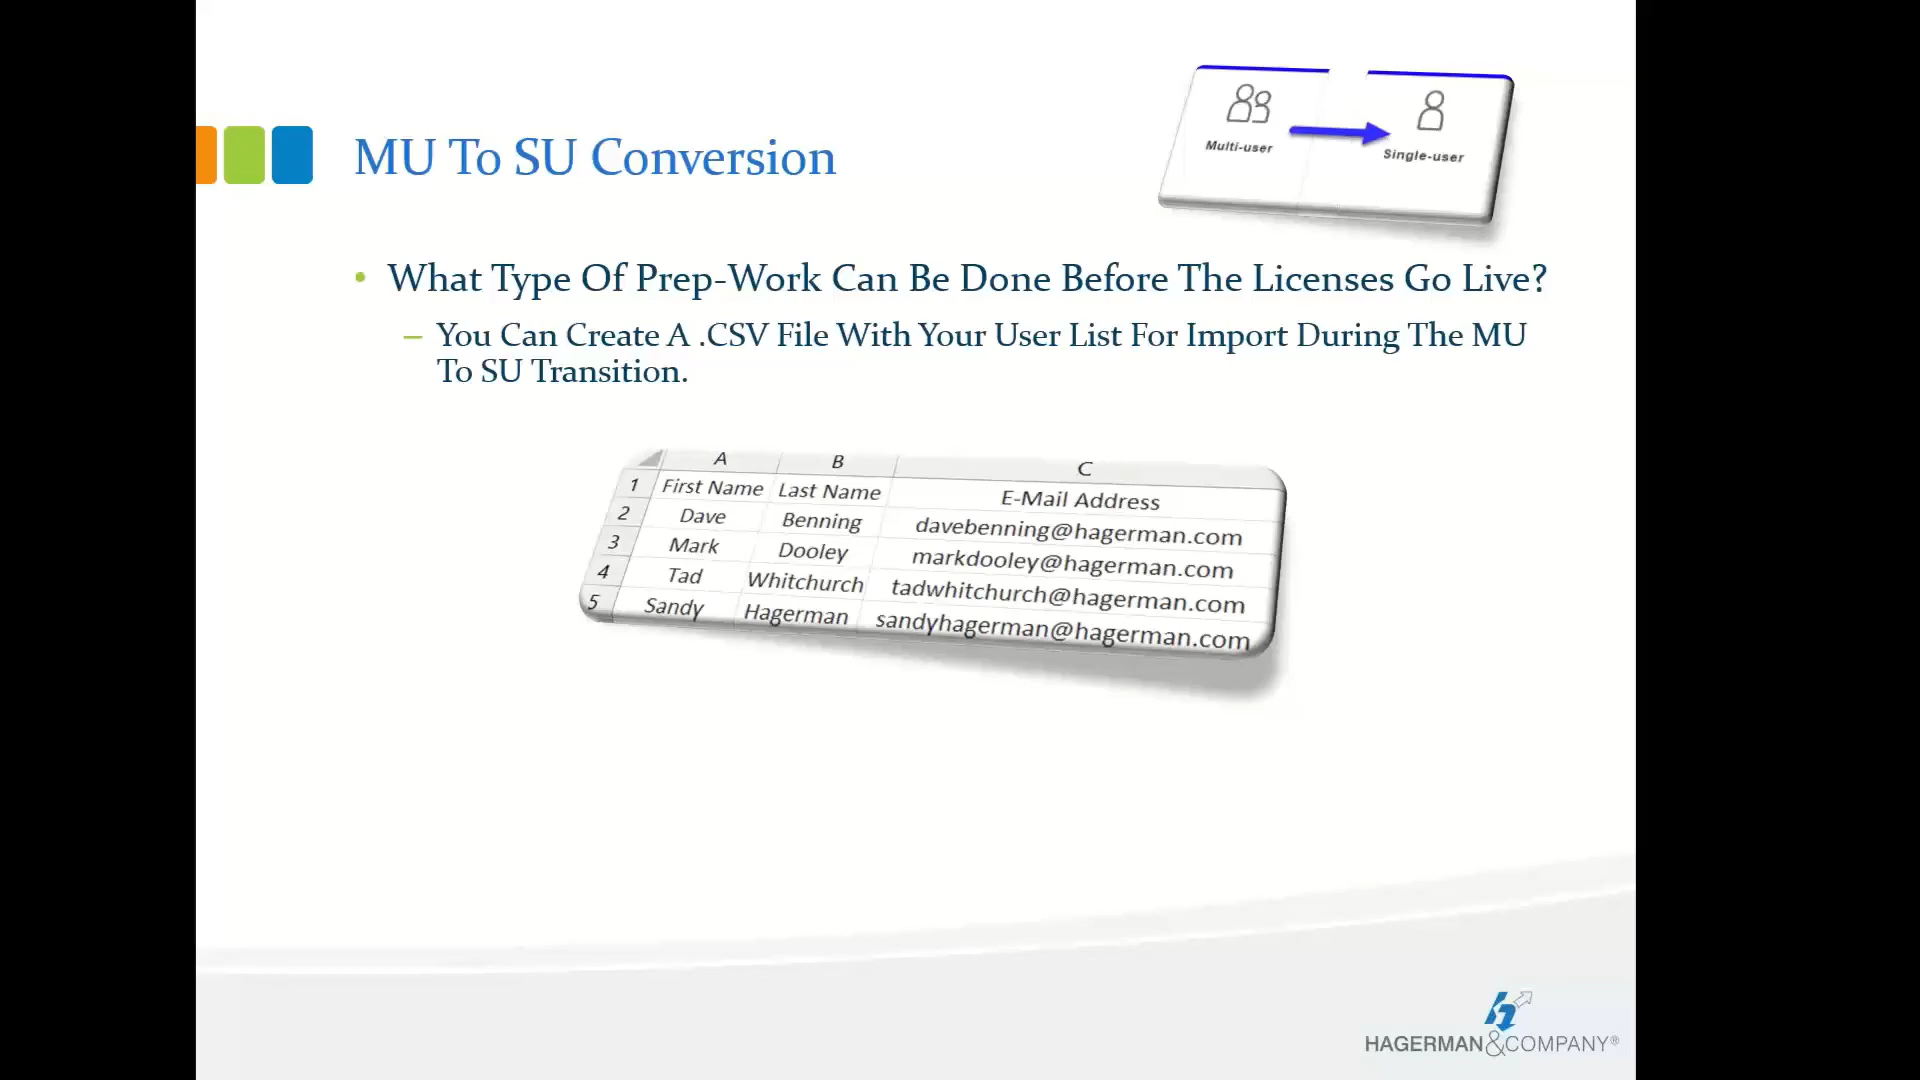 Multi-user
Single-user
MU To SU Conversion
• What Type Of Prep-Work Can Be Done Before The Licenses Go Live?
– You Can Create A .CSV File With Your User List For Import During The MU
To SU Transition.
A B C
1 First Name Last Name E-Mail Address
2 Dave Benning davebenning@hagerman.com
3 Mark Dooley markdooley@hagerman.com
4 Tad Whitchurch tadwhitchurch@hagerman.com
5 Sandy Hagerman sandyhagerman@hagerman.com
HAGERMAN&COMPANY®